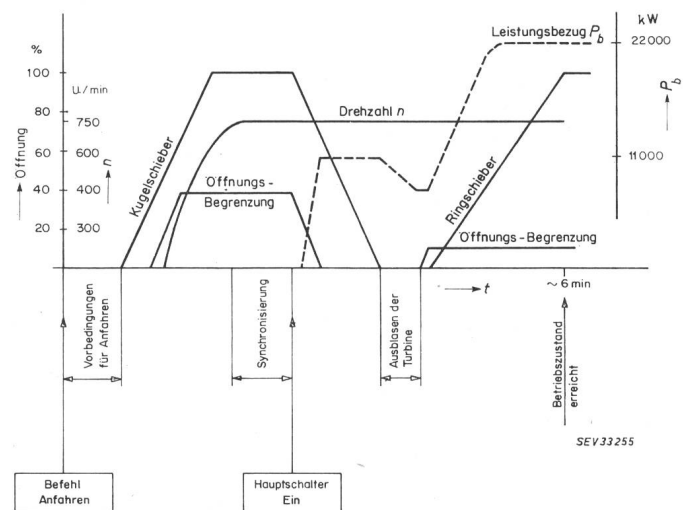 kW
Leistungsbezug P_b
22000
%
100
U./min
80
750
Drehzahl n
P_b
60
600
11000
Öffnung
n
Kugelschieber
Öffnungs-
Begrenzung
40
400
Ringschieber
20
300
Öffnungs-Begrenzung
t
~ 6 min
Vorbedingungen
für Anfahren
Synchronisierung
Ausblasen der
Turbine
Betriebszustand
erreicht
SEV33255
Befehl
Anfahren
Hauptschalter
Ein